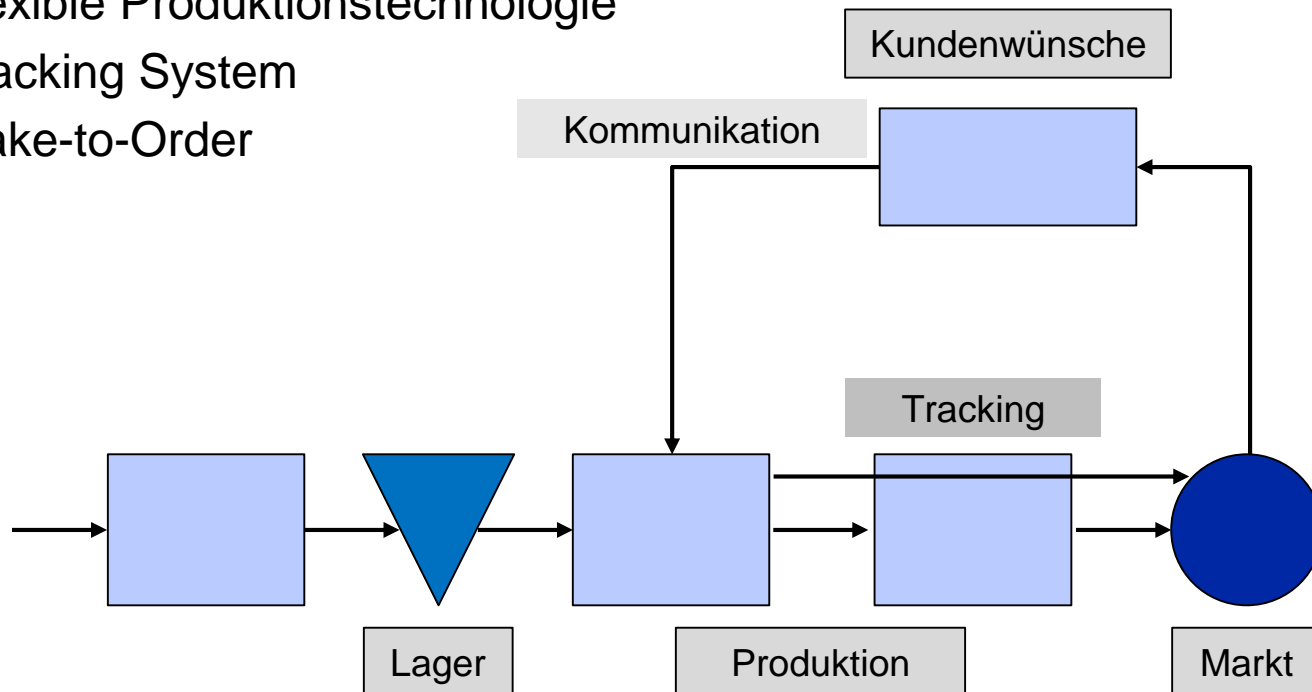 exible Produktionstechnologie
acking System
ake-to-Order
Kundenwünsche
Kommunikation
Tracking
Lager
Produktion
Markt